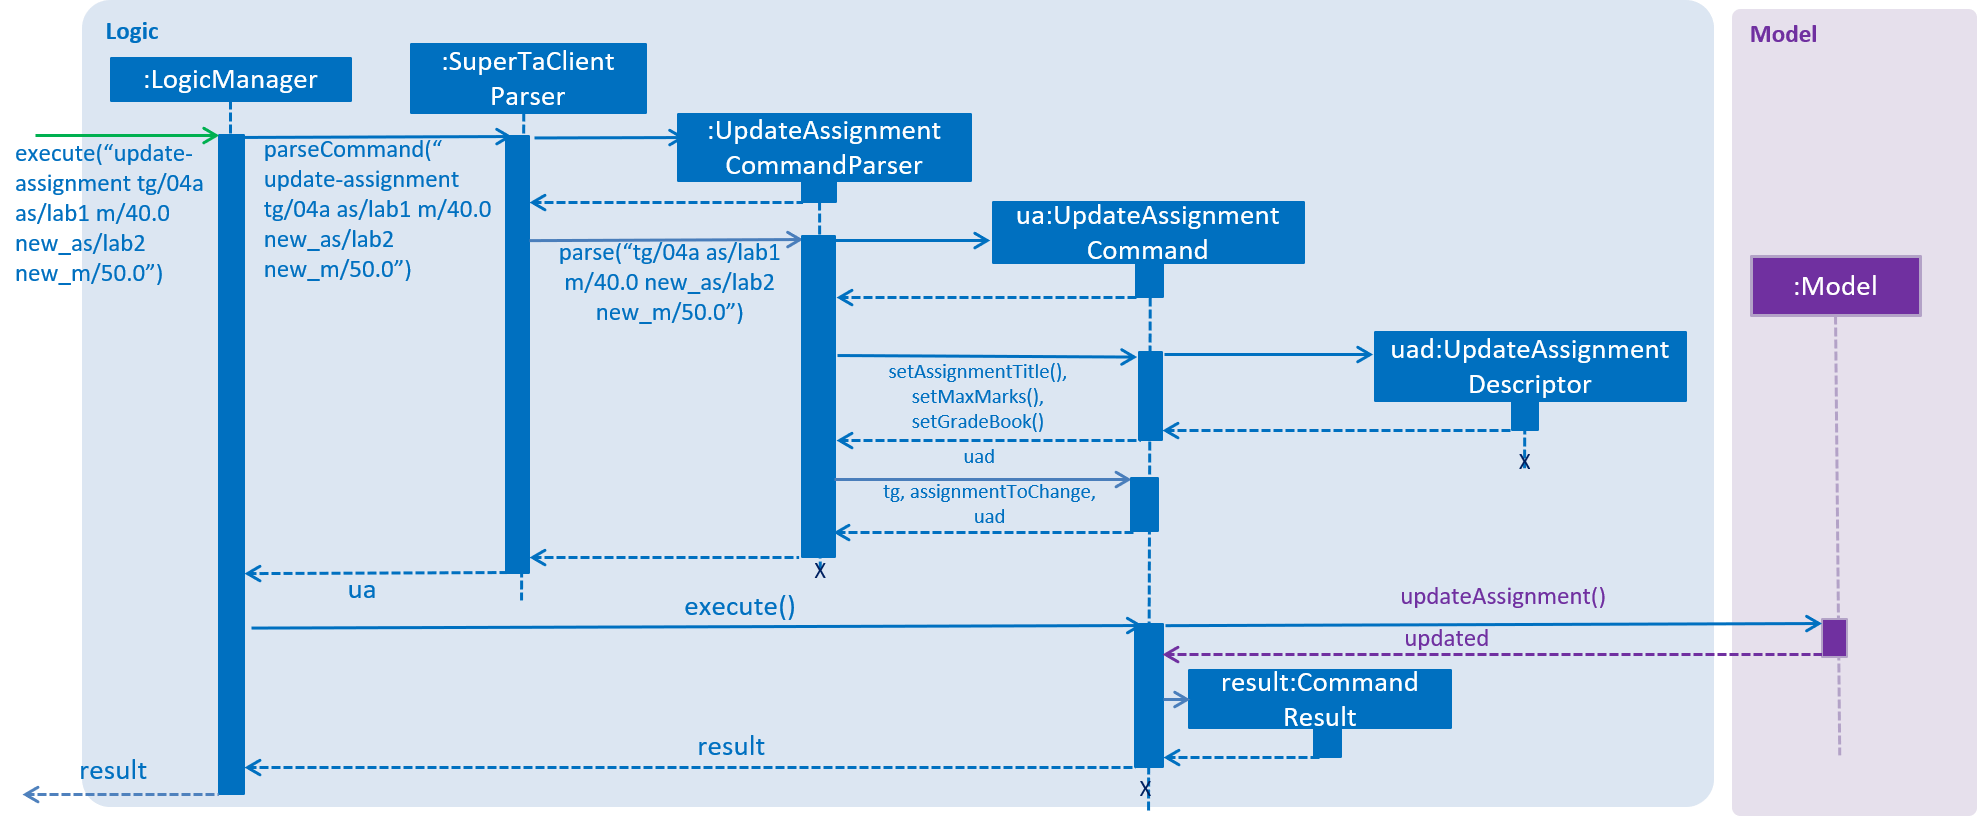 Logic
Model
:LogicManager
:SuperTaClient
Parser
:UpdateAssignment
CommandParser
execute(“update-
assignment tg/04a
as/lab1 m/40.0
new_as/lab2
new_m/50.0”)
parseCommand(“
update-assignment
tg/04a as/lab1 m/40.0
new_as/lab2
new_m/50.0”)
parse(“tg/04a as/lab1
m/40.0 new_as/lab2
new_m/50.0”)
ua:UpdateAssignment
Command
:Model
uad:UpdateAssignment
Descriptor
setAssignmentTitle(),
setMaxMarks(),
setGradeBook()
uad
X
tg, assignmentToChange,
uad
X
ua
execute()
updateAssignment()
updated
result:Command
Result
result
X
result